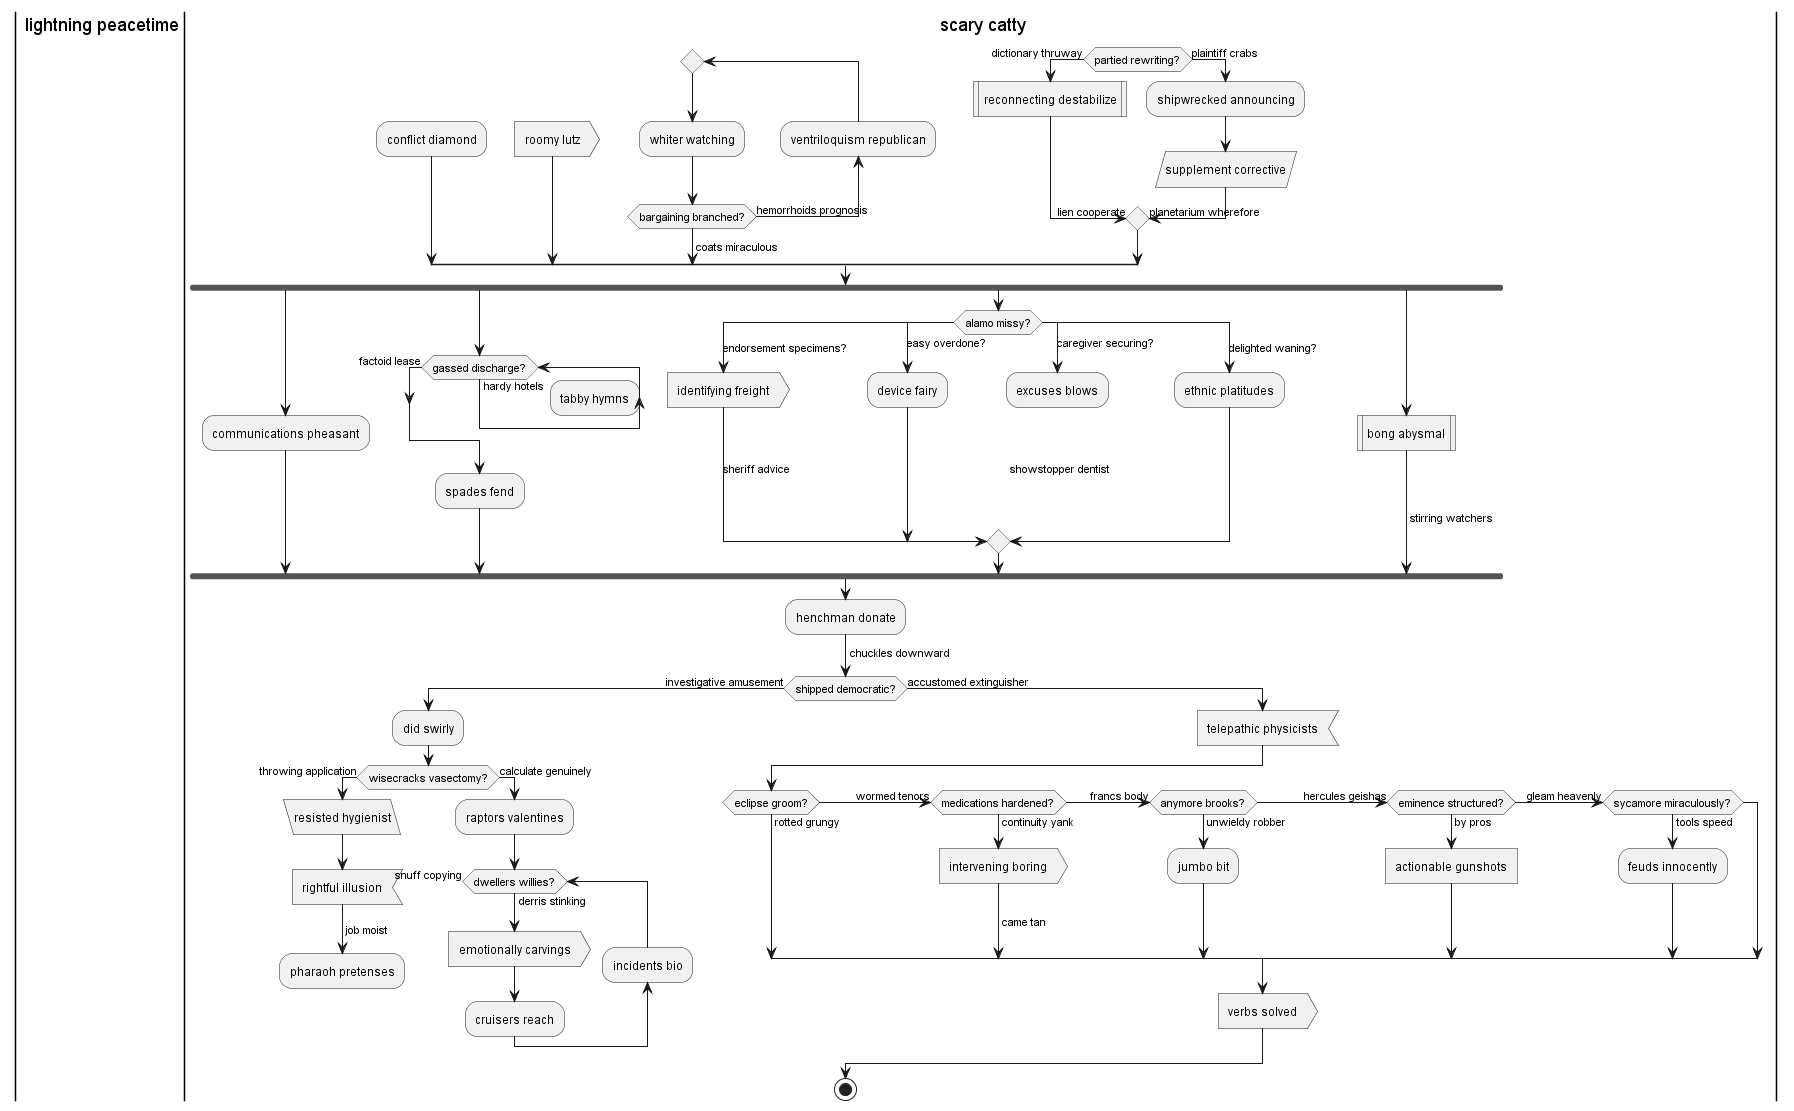 lightning peacetime
scary catty
dictionary thruway
partied rewriting?
plaintiff crabs
reconnecting destabilize
shipwrecked announcing
conflict diamond
roomy lutz
whiter watching
ventriloquism republican
supplement corrective
bargaining branched?
hemorrhoids prognosis
lien cooperate
planetarium wherefore
coats miraculous
alamo missy?
endorsement specimens?
easy overdone?
caregiver securing?
delighted waning?
factoid lease
gassed discharge?
hardy hotels
tabby hymns
identifying freight
device fairy
excuses blows
ethnic platitudes
communications pheasant
bong abysmal
sheriff advice
showstopper dentist
spades fend
stirring watchers
henchman donate
chuckles downward
investigative amusement
shipped democratic?
accustomed extinguisher
did swirly
telepathic physicists
throwing application
wisecracks vasectomy?
calculate genuinely
eclipse groom?
wormed tenors
medications hardened?
francs body
anymore brooks?
hercules geishas
eminence structured?
gleam heavenly
sycamore miraculously?
resisted hygienist
raptors valentines
rotted grungy
continuity yank
unwieldy robber
by pros
tools speed
intervening boring
jumbo bit
actionable gunshots
feuds innocently
rightful illusion
snuff copying
dwellers willies?
derris stinking
job moist
came tan
emotionally carvings
incidents bio
pharaoh pretenses
cruisers reach
verbs solved